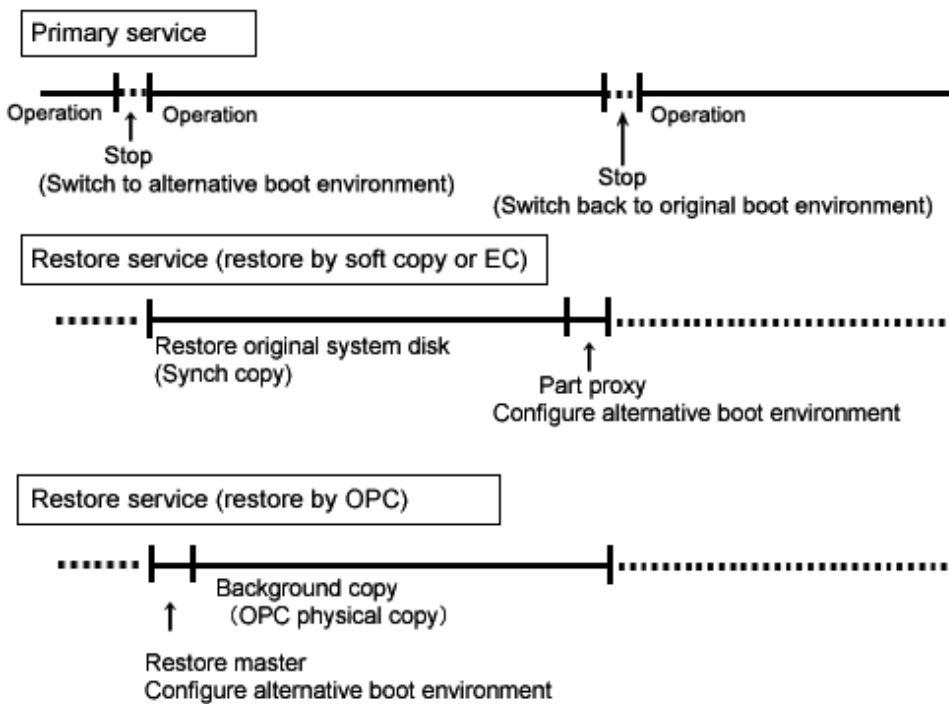 Primary service
Operation
Operation
Operation
Stop
(Switch to alternative boot environment)
Stop
(Switch back to original boot environment)
Restore service (restore by soft copy or EC)
Restore original system disk
(Synch copy)
Part proxy
Configure alternative boot environment
Restore service (restore by OPC)
Background copy
(OPC physical copy)
Restore master
Configure alternative boot environment